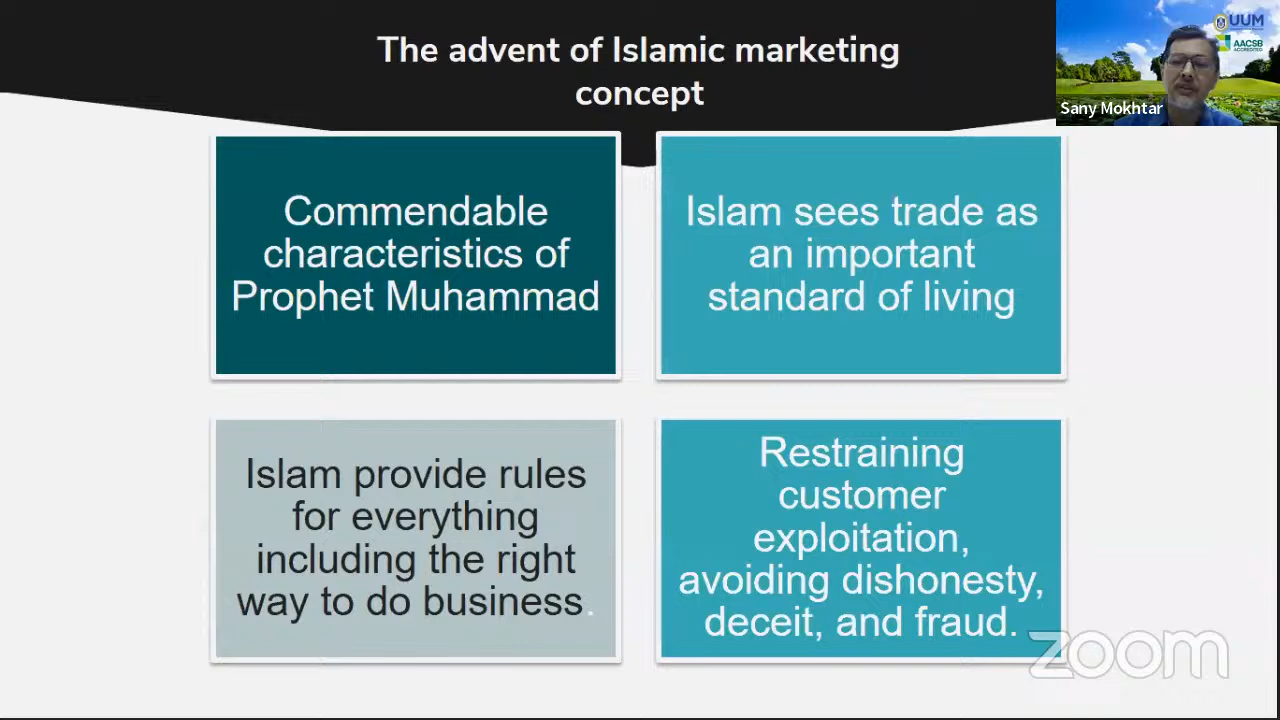 The advent of Islamic marketing
concept
UUM
AACSB
ACCREDITED
Sany Mokhtar
Commendable
characteristics of
Prophet Muhammad
Islam sees trade as
an important
standard of living
Islam provide rules
for everything
including the right
way to do business.
Restraining
customer
exploitation,
avoiding dishonesty,
deceit, and fraud.
zoom